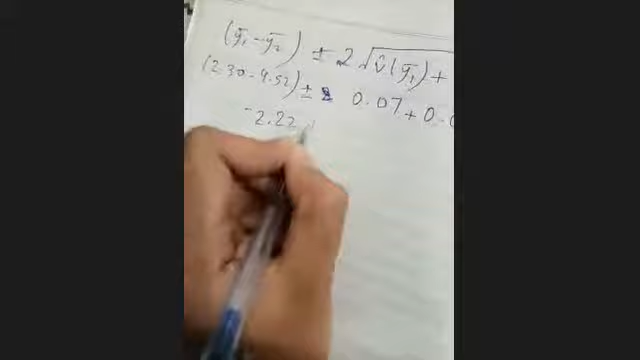 (ȳ₁ - ȳ₂) ± 2√V̂(ȳ₁) +
(2.30 - 4.52) ± 2 0.07 + 0.0
-2.22